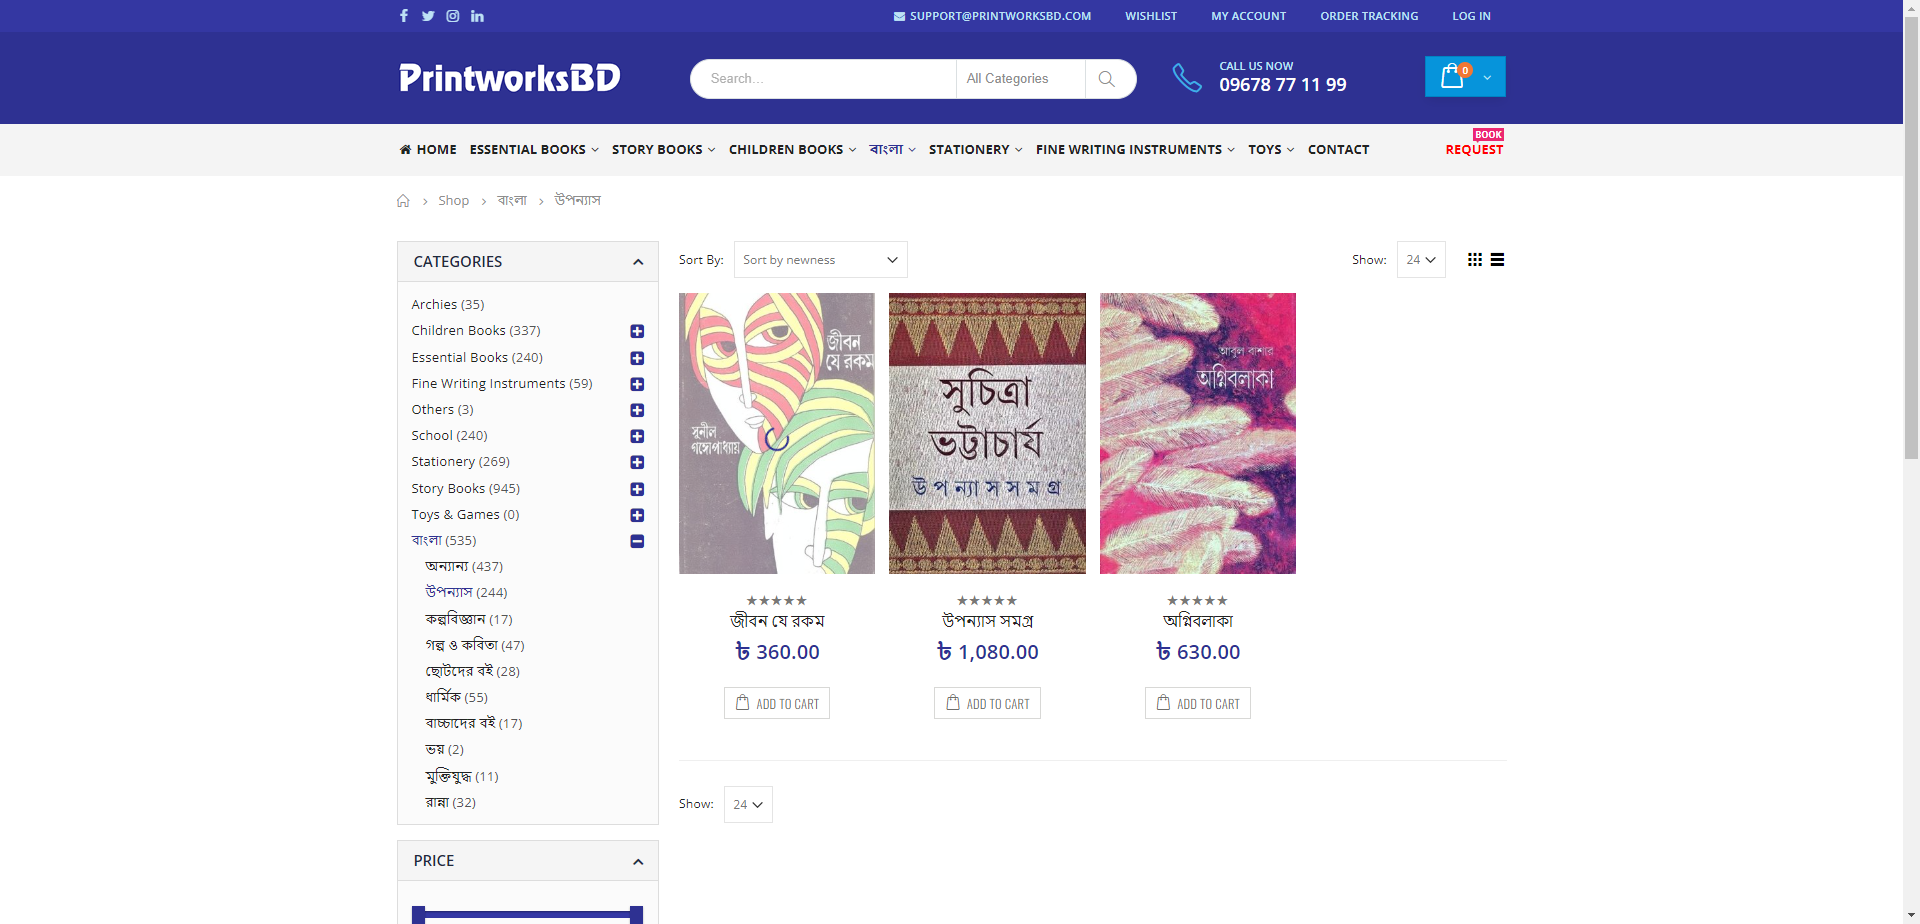 SUPPORT@PRINTWORKSBD.COM WISHLIST MY ACCOUNT ORDER TRACKING LOG IN
PrintworksBD
Search...
All Categories
CALL US NOW
09678 77 11 99
0
HOME ESSENTIAL BOOKS STORY BOOKS CHILDREN BOOKS বাংলা STATIONERY FINE WRITING INSTRUMENTS TOYS CONTACT
BOOK
REQUEST
Shop > বাংলা > উপন্যাস
CATEGORIES
Archies (35)
Children Books (337)
Essential Books (240)
Fine Writing Instruments (59)
Others (3)
School (240)
Stationery (269)
Story Books (945)
Toys & Games (0)
বাংলা (535)
অন্যান্য (437)
উপন্যাস (244)
কল্পবিজ্ঞান (17)
গল্প ও কবিতা (47)
ছোটদের বই (28)
ধার্মিক (55)
বাচ্চাদের বই (17)
ভয় (2)
মুক্তিযুদ্ধ (11)
রান্না (32)
PRICE
Sort By: Sort by newness
Show: 24
জীবন
যে রকম
সুনীল
গঙ্গোপাধ্যায়
সুচিত্রা
ভট্টাচার্য
উপন্যাস সমগ্র
আবুল বাশার
অগ্নিবলাকা
জীবন যে রকম
৳ 360.00
ADD TO CART
উপন্যাস সমগ্র
৳ 1,080.00
ADD TO CART
অগ্নিবলাকা
৳ 630.00
ADD TO CART
Show: 24